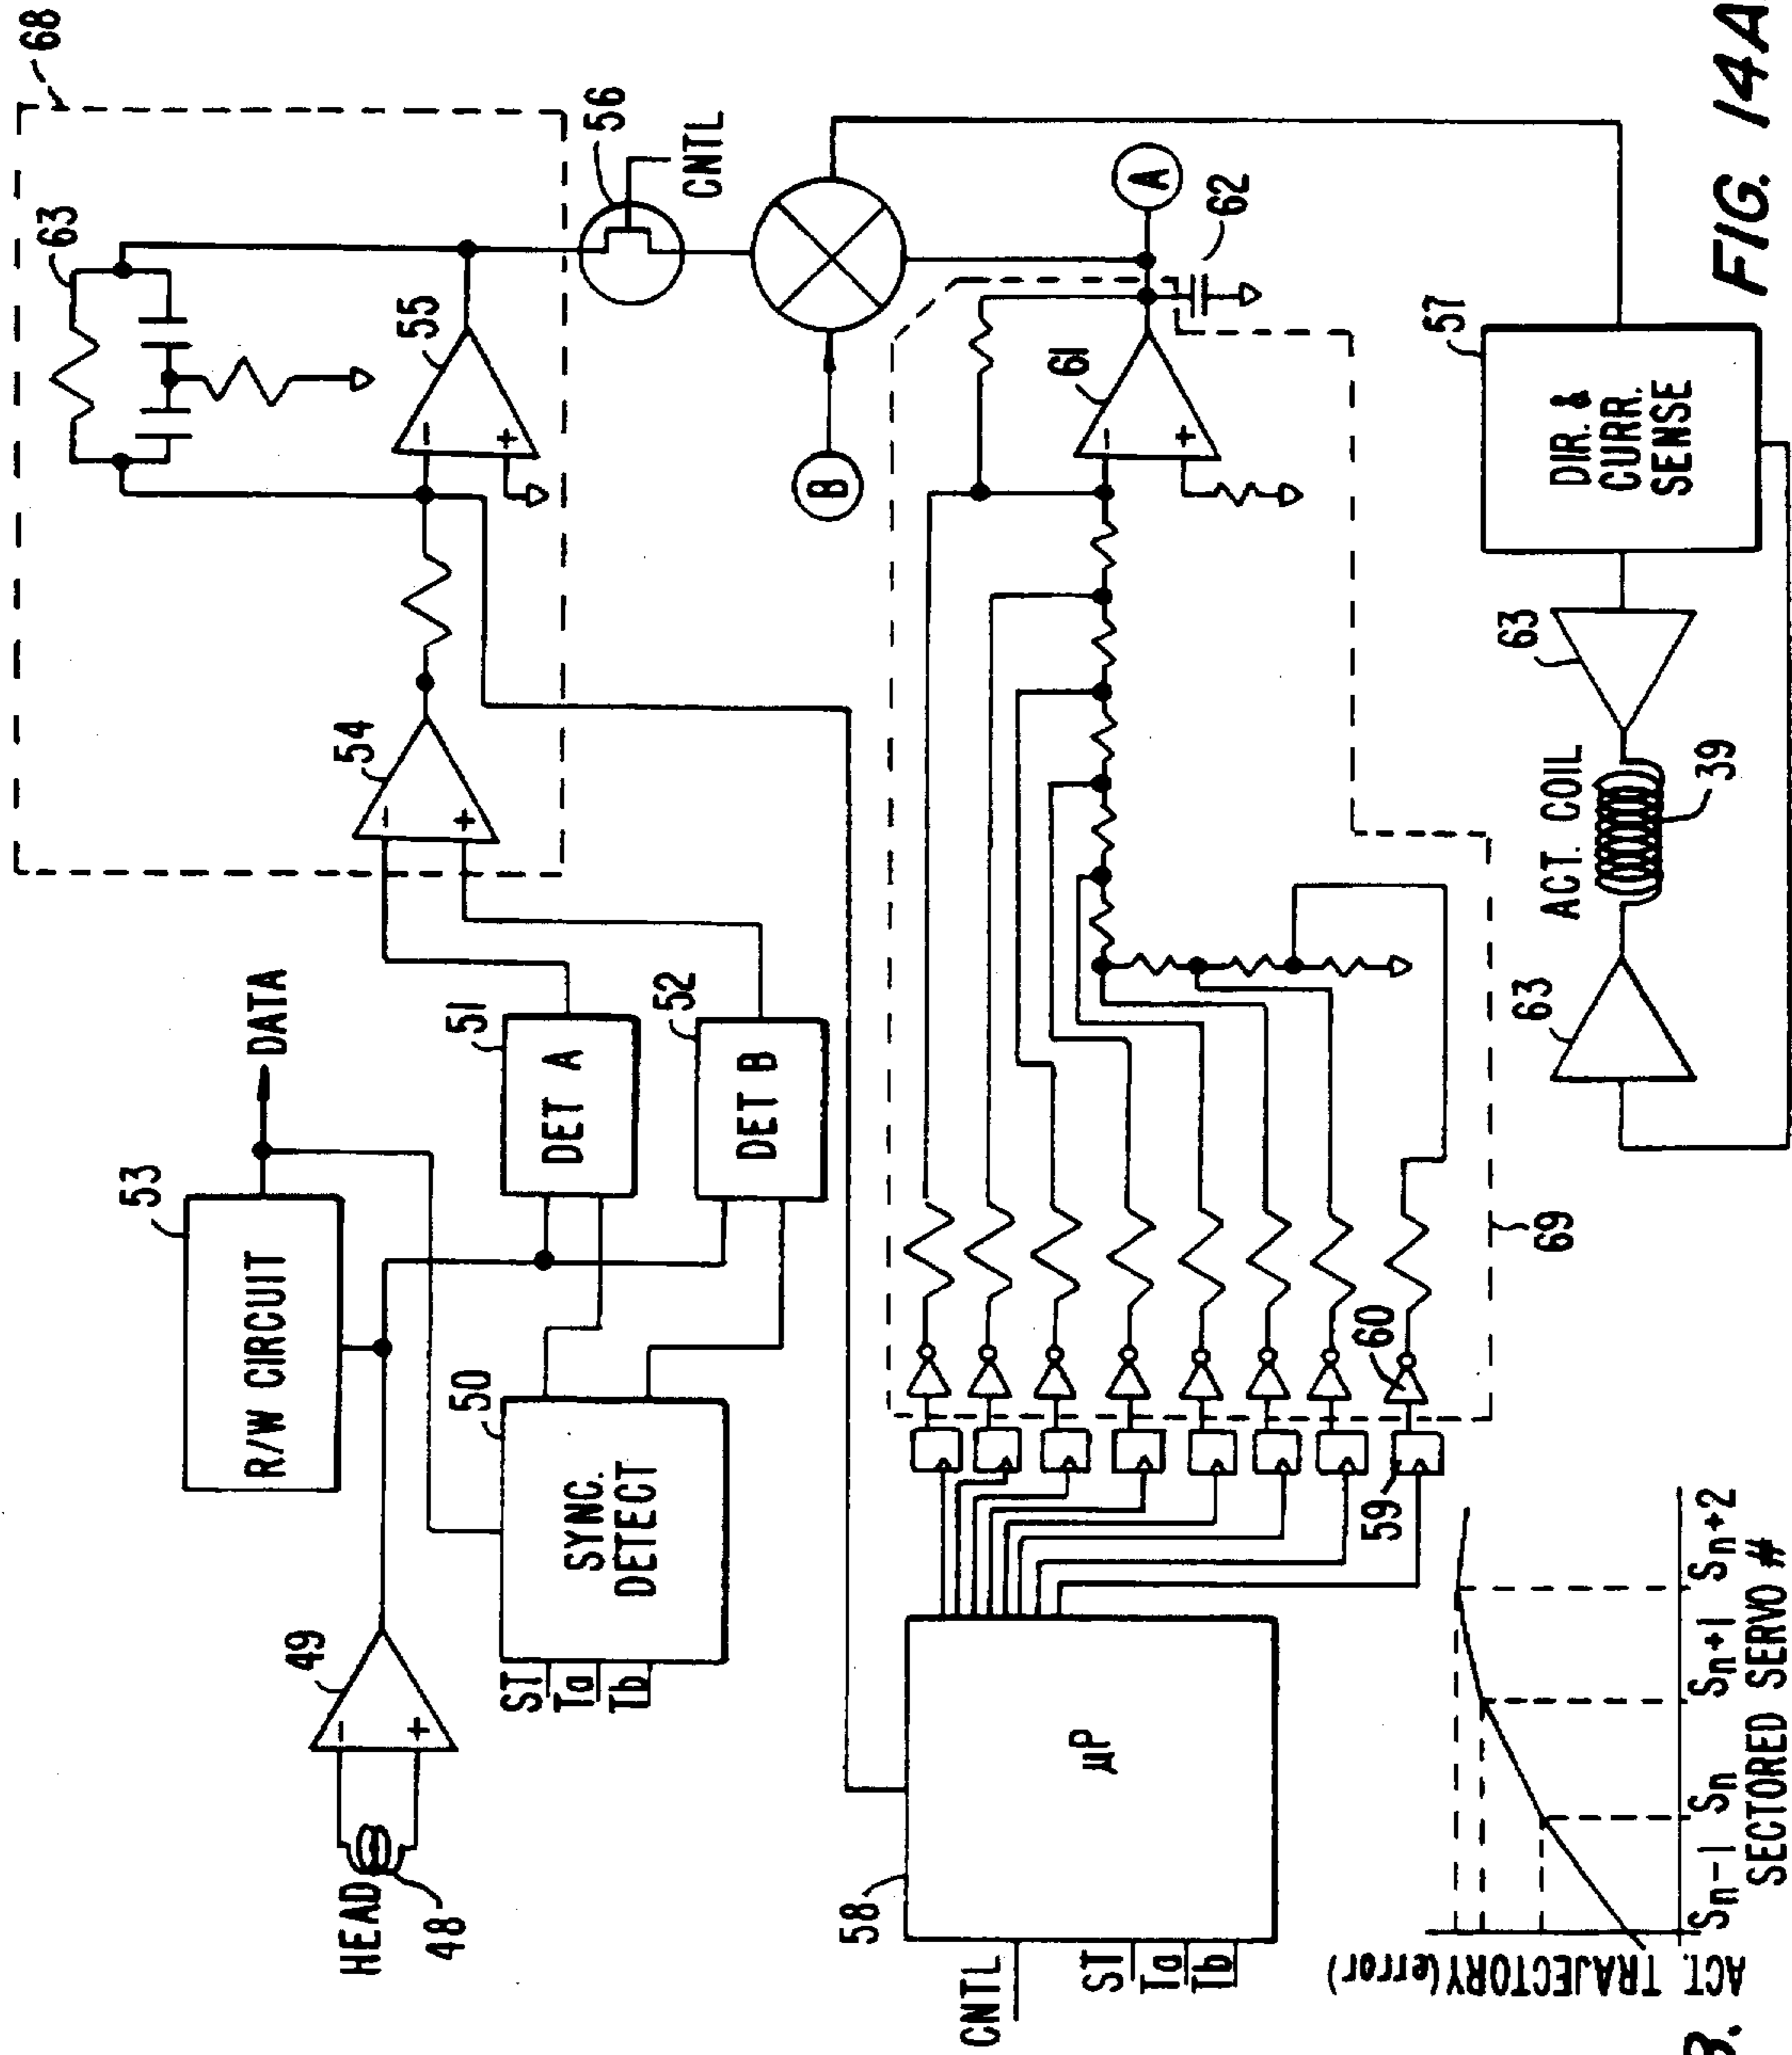 68
63
55
54
56
CNTL
DATA
53
R/W CIRCUIT
51
DET A
52
DET B
50
SYNC.
DETECT
ST
Ta
Tb
49
HEAD
48
−
+
−
+
−
+
B
A
62
61
−
+
60
59
69
58
µP
CNTL
ST
Ta
Tb
57
DIR. &
CURR.
SENSE
63
63
ACT. COIL
39
ACT. TRAJECTORY(error)
Sn-1 Sn Sn+1 Sn+2
SECTORED SERVO #
FIG. 14A